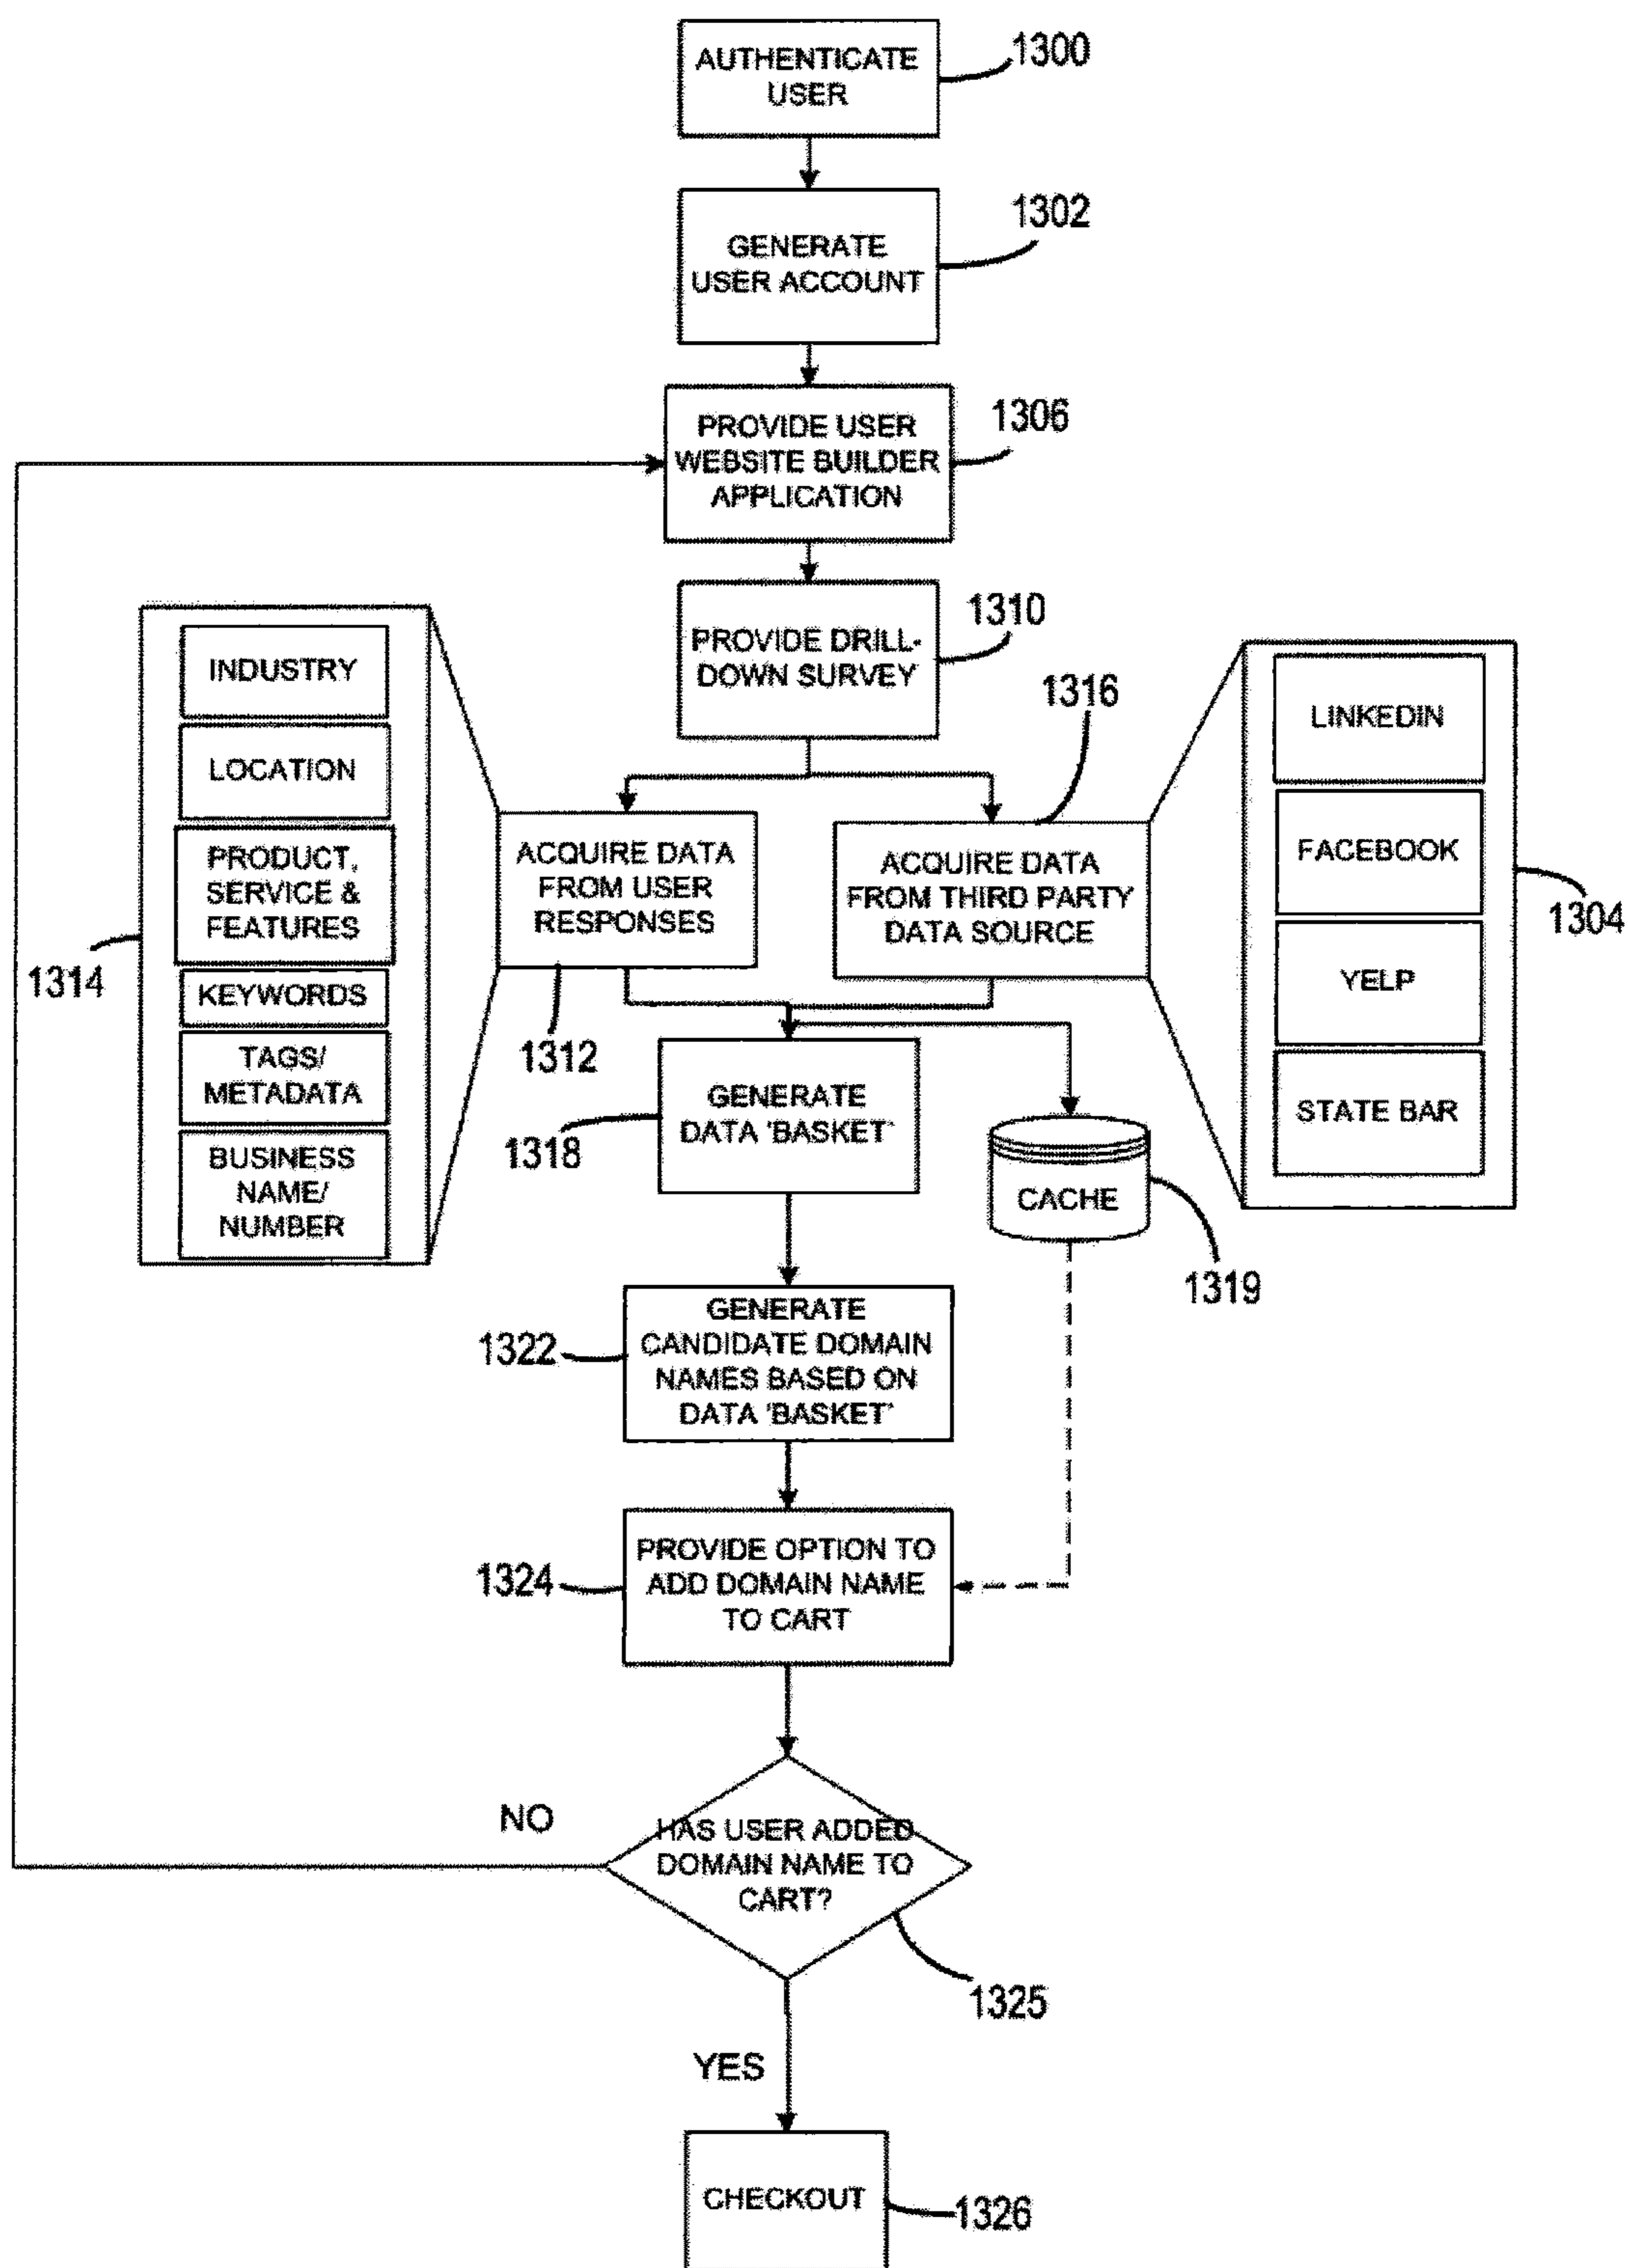 AUTHENTICATE
USER
1300
GENERATE
USER ACCOUNT
1302
PROVIDE USER
WEBSITE BUILDER
APPLICATION
1306
PROVIDE DRILL-
DOWN SURVEY
1310
INDUSTRY
LOCATION
PRODUCT,
SERVICE &
FEATURES
KEYWORDS
TAGS/
METADATA
BUSINESS
NAME/
NUMBER
1314
ACQUIRE DATA
FROM USER
RESPONSES
1312
1316
ACQUIRE DATA
FROM THIRD PARTY
DATA SOURCE
LINKEDIN
FACEBOOK
YELP
STATE BAR
1304
GENERATE
DATA 'BASKET'
1318
CACHE
1319
GENERATE
CANDIDATE DOMAIN
NAMES BASED ON
DATA 'BASKET'
1322
PROVIDE OPTION TO
ADD DOMAIN NAME
TO CART
1324
NO
HAS USER ADDED
DOMAIN NAME TO
CART?
1325
YES
CHECKOUT
1326